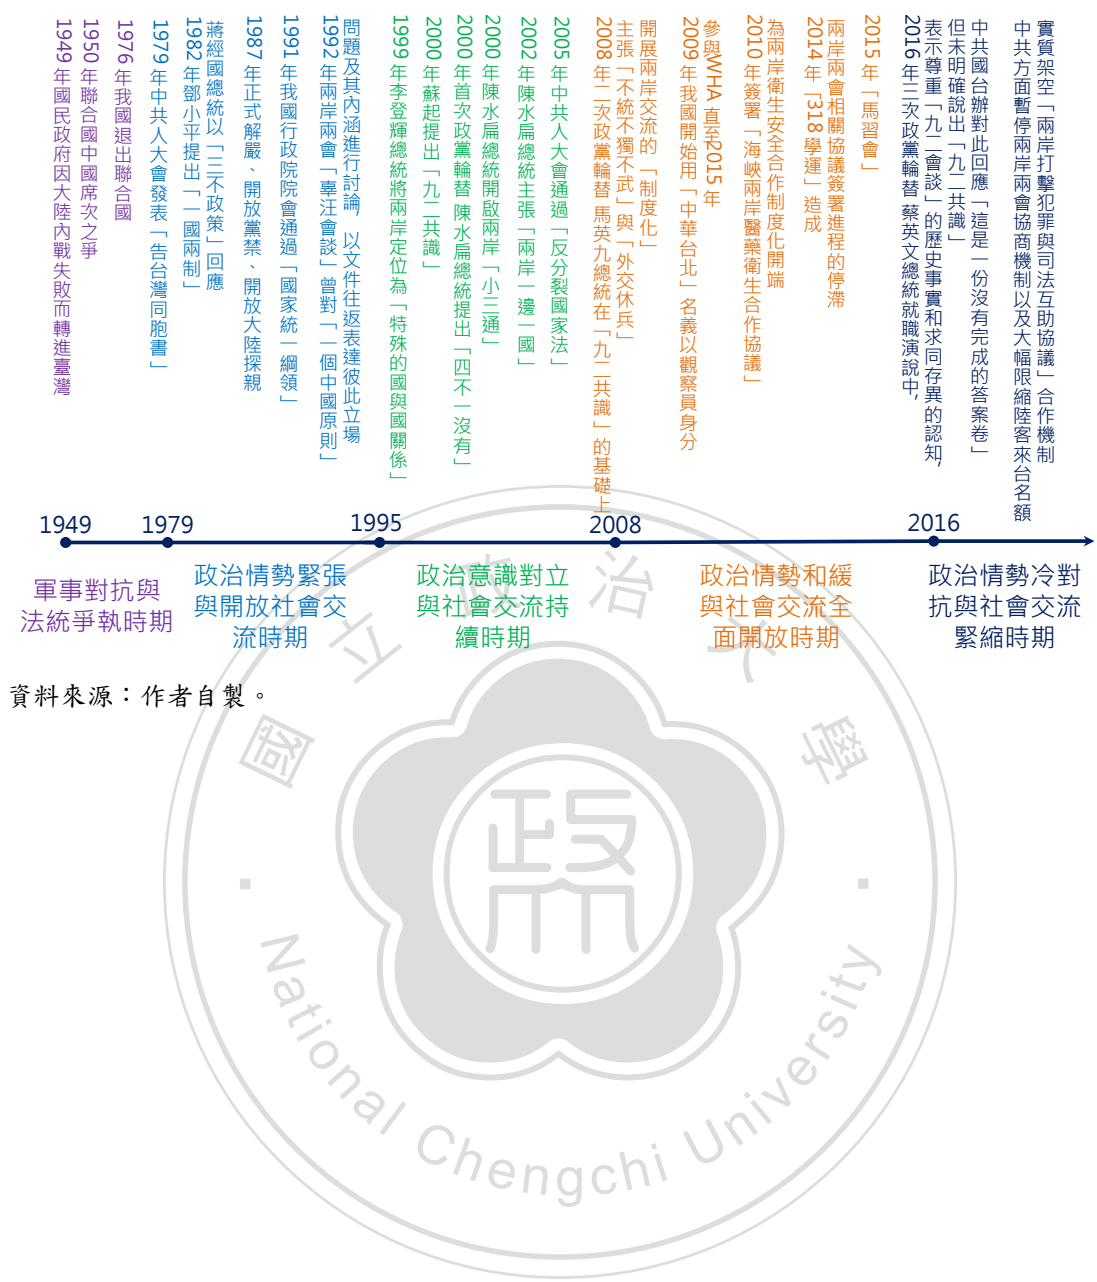 1949 年國民政府因大陸內戰失敗而轉進臺灣
1950 年聯合國中國席次之爭
1976 年我國退出聯合國
1979 年中共人大會發表「告台灣同胞書」
1982 年鄧小平提出「一國兩制」
蔣經國總統以「三不政策」回應
1987 年正式解嚴、開放黨禁、開放大陸探親
1991 年我國行政院院會通過「國家統一綱領」
1992 年兩岸兩會「辜汪會談」曾對「一個中國原則」
問題及其內涵進行討論, 以文件往返表達彼此立場
1999 年李登輝總統將兩岸定位為「特殊的國與國關係」
2000 年蘇起提出「九二共識」
2000 年首次政黨輪替 陳水扁總統提出「四不一沒有」
2000 年陳水扁總統開啟兩岸「小三通」
2002 年陳水扁總統主張「兩岸一邊一國」
2005 年中共人大會通過「反分裂國家法」
2008 年二次政黨輪替 馬英九總統在「九二共識」的基礎上
主張「不統不獨不武」與「外交休兵」
開展兩岸交流的「制度化」
2009 年我國開始用「中華台北」名義以觀察員身分
參與WHA 直至2015 年
2010 年簽署「海峽兩岸醫藥衛生合作協議」
為兩岸衛生安全合作制度化開端
2014 年「318 學運」造成
兩岸兩會相關協議簽署進程的停滯
2015 年「馬習會」
2016 年三次政黨輪替 蔡英文總統就職演說中,
表示尊重「九二會談」的歷史事實和求同存異的認知,
但未明確說出「九二共識」
中共國台辦對此回應「這是一份沒有完成的答案卷」
中共方面暫停兩岸兩會協商機制以及大幅限縮陸客來台名額
實質架空「兩岸打擊犯罪與司法互助協議」合作機制
1949
1979
1995
2008
2016
軍事對抗與
法統爭執時期
政治情勢緊張
與開放社會交
流時期
政治意識對立
與社會交流持
續時期
政治情勢和緩
與社會交流全
面開放時期
政治情勢冷對
抗與社會交流
緊縮時期
資料來源：作者自製。
國立政治大學
政大
National Chengchi University